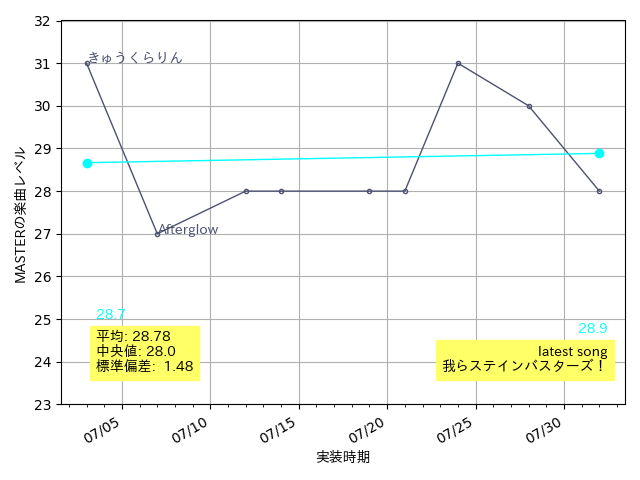 32
31
30
29
28
27
26
25
24
23
MASTERの楽曲レベル
きゅうくらりん
Afterglow
28.7
平均: 28.78
中央値: 28.0
標準偏差: 1.48
28.9
latest song
我らステインバスターズ！
07/05
07/10
07/15
07/20
07/25
07/30
実装時期